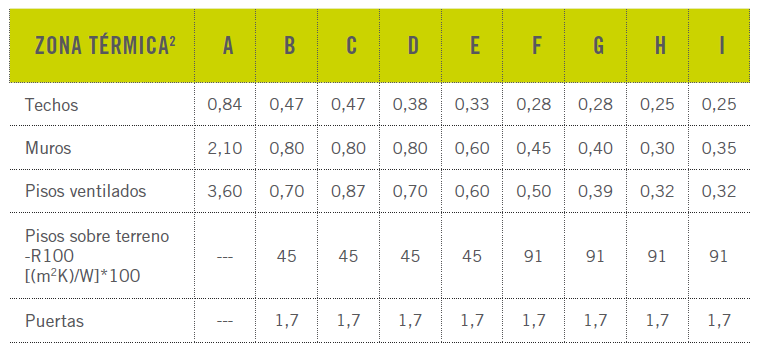 ZONA TÉRMICA² A B C D E F G H I
Techos 0,84 0,47 0,47 0,38 0,33 0,28 0,28 0,25 0,25
Muros 2,10 0,80 0,80 0,80 0,60 0,45 0,40 0,30 0,35
Pisos ventilados 3,60 0,70 0,87 0,70 0,60 0,50 0,39 0,32 0,32
Pisos sobre terreno
-R100 --- 45 45 45 45 91 91 91 91
[(m²K)/W]*100
Puertas --- 1,7 1,7 1,7 1,7 1,7 1,7 1,7 1,7